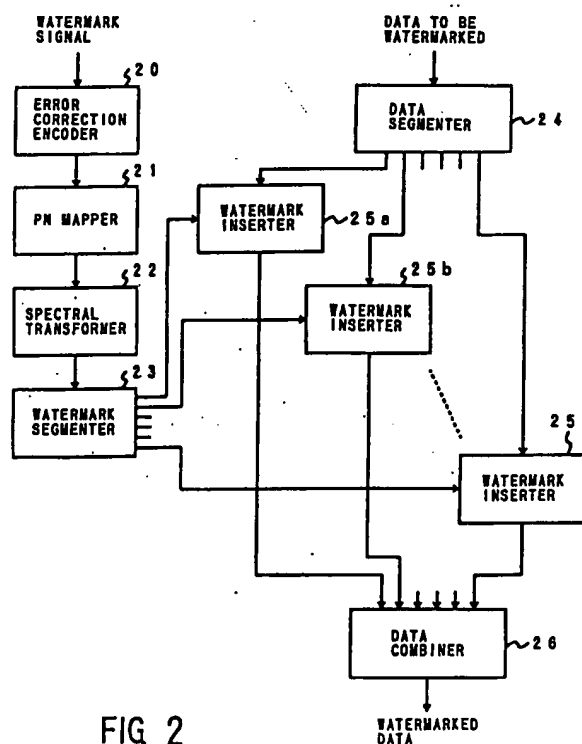 WATERMARK
SIGNAL
DATA TO BE
WATERMARKED
20
ERROR
CORRECTION
ENCODER
DATA
SEGMENTER
24
21
PN MAPPER
WATERMARK
INSERTER
25a
22
SPECTRAL
TRANSFORMER
25b
WATERMARK
INSERTER
23
WATERMARK
SEGMENTER
25
WATERMARK
INSERTER
DATA
COMBINER
26
FIG 2
WATERMARKED
DATA